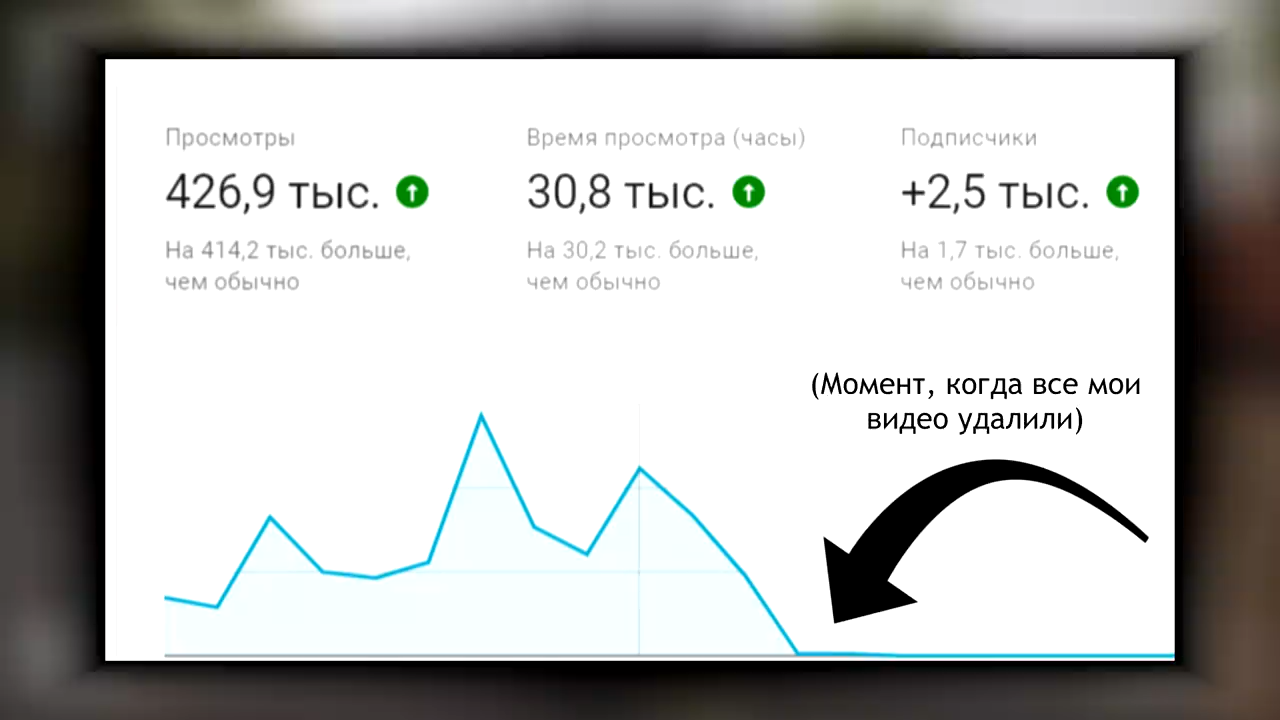 Просмотры
426,9 тыс.
На 414,2 тыс. больше,
чем обычно
Время просмотра (часы)
30,8 тыс.
На 30,2 тыс. больше,
чем обычно
Подписчики
+2,5 тыс.
На 1,7 тыс. больше,
чем обычно
(Момент, когда все мои
видео удалили)